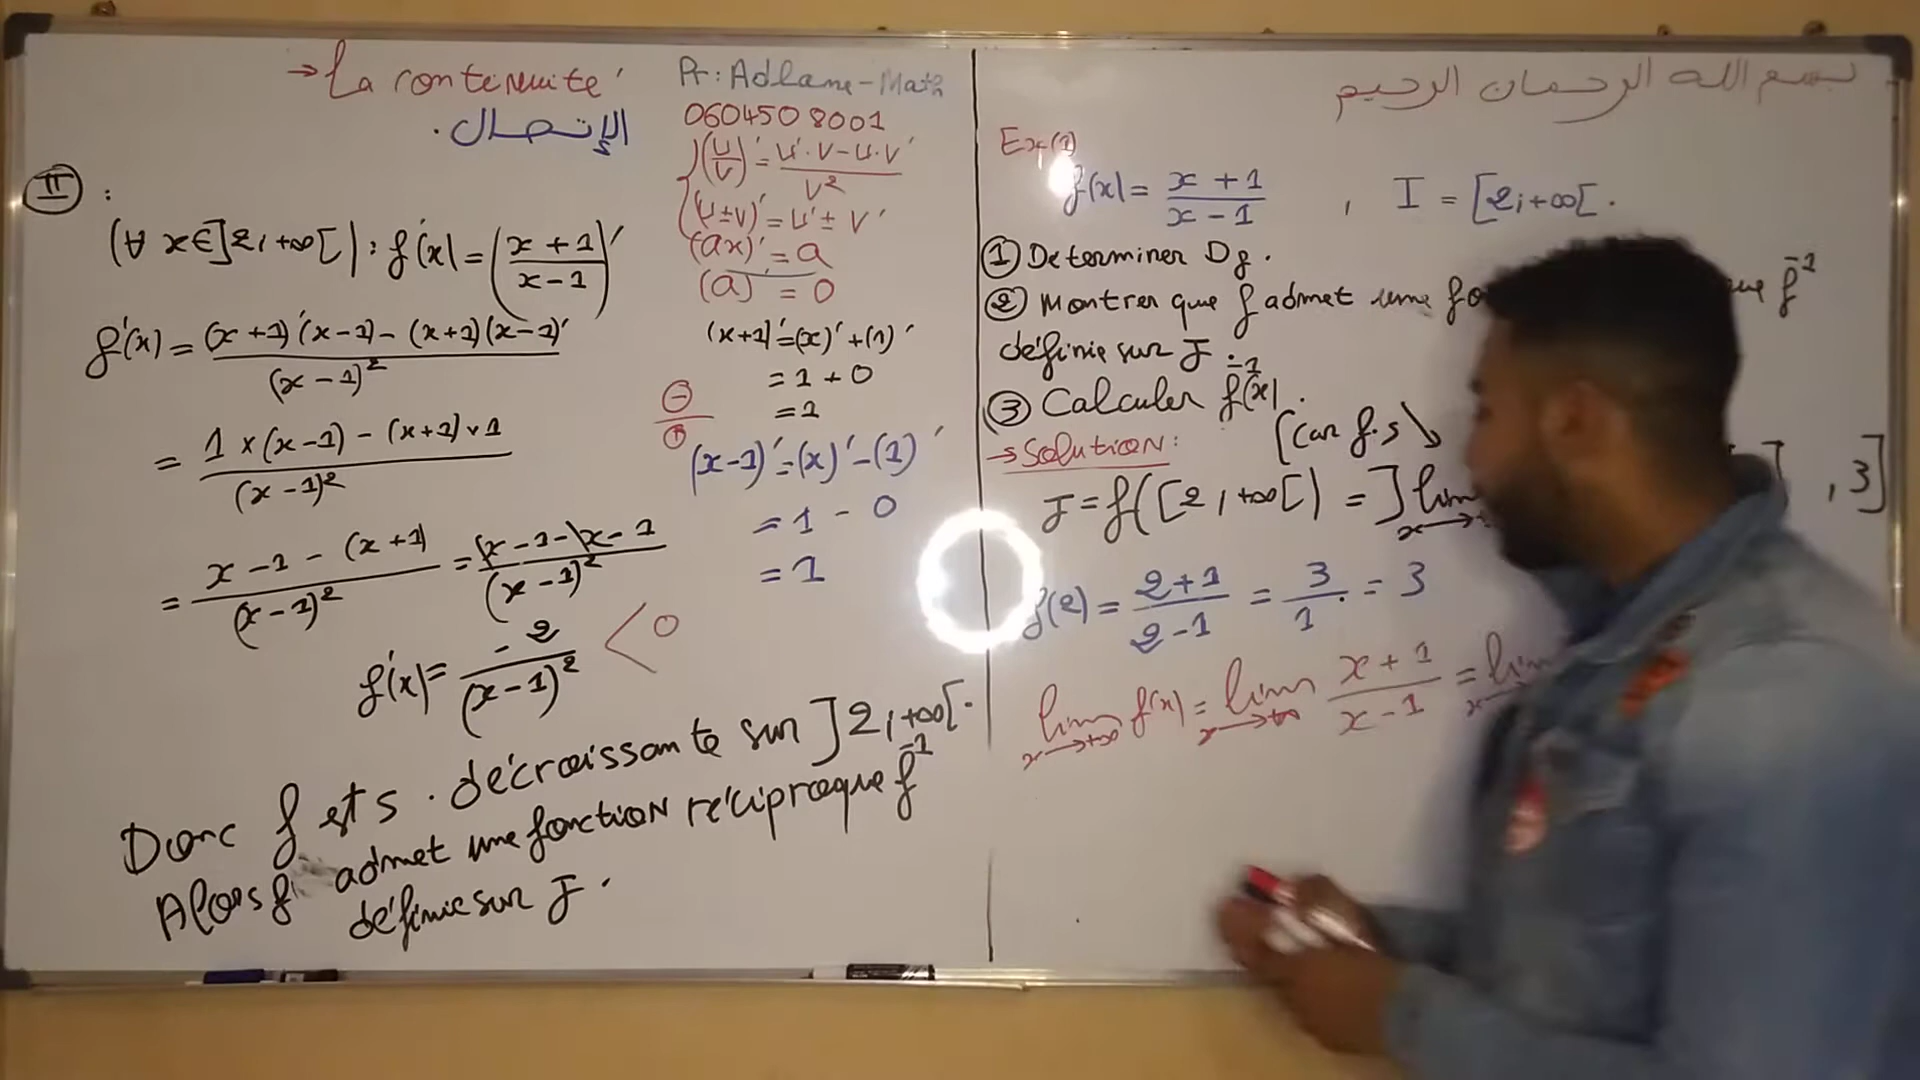 → La continuité
الإتصال.
Pr: Adlane-Math
0604508001
(u/v)' = (u'·v - u·v')/v²
(u±v)' = u' ± v'
(ax)' = a
(a)' = 0
II :
(∀ x∈]2,+∞[) : f'(x) = ((x+1)/(x-1))'
f'(x) = ((x+1)'(x-1) - (x+1)(x-1)')/(x-1)²
= (1×(x-1) - (x+1)×1)/(x-1)²
= (x-1-(x+1))/(x-1)² = (x-1-x-1)/(x-1)²
f'(x) = -2/(x-1)² < 0
(x+1)' = (x)' + (1)'
= 1 + 0
= 1
⊖/⊕
(x-1)' = (x)' - (1)'
= 1 - 0
= 1
Donc f est s. décroissante sur ]2,+∞[.
Alors f admet une fonction réciproque f⁻¹
définie sur J.
بسم الله الرحمان الرحيم
Ex(1)
f(x) = (x+1)/(x-1) , I = [2,+∞[.
① Determiner Df.
② Montrer que f admet une f⁻¹
définie sur J.
③ Calculer f⁻¹(x).
→ Solution:
(car f.s ↘
J = f([2,+∞[) = ]lim x→ , 3]
f(2) = (2+1)/(2-1) = 3/1 = 3
lim x→+∞ f(x) = lim x→+∞ (x+1)/(x-1) = lim x→